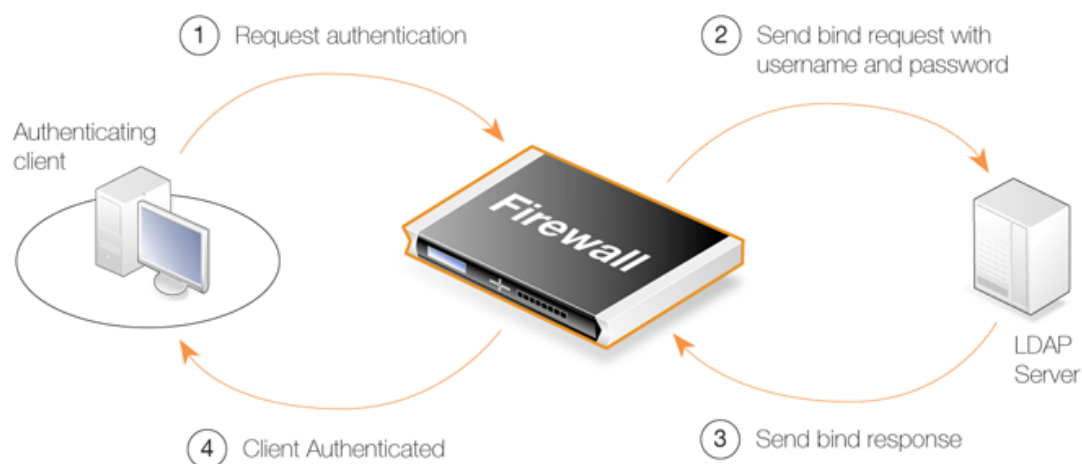 1 Request authentication
2 Send bind request with
username and password
Authenticating
client
Firewall
LDAP
Server
4 Client Authenticated
3 Send bind response